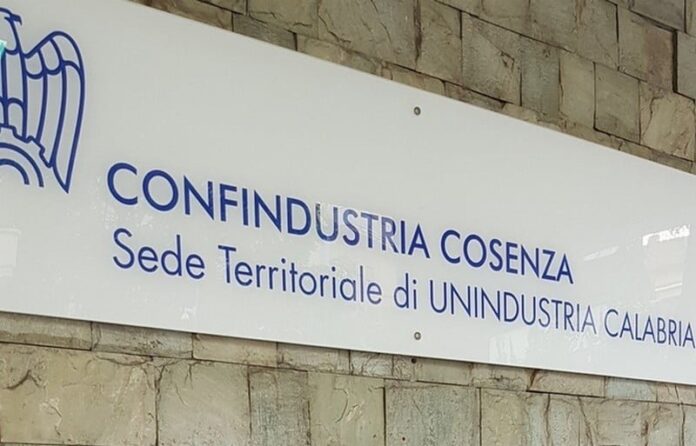 CONFINDUSTRIA COSENZA
Sede Territoriale di UNINDUSTRIA CALABRIA